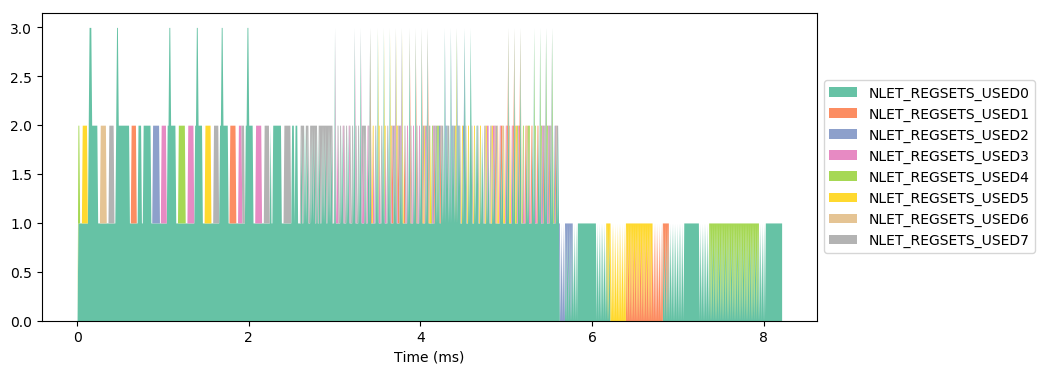 3.0
2.5
2.0
1.5
1.0
0.5
0.0
0 2 4 6 8
Time (ms)
NLET_REGSETS_USED0
NLET_REGSETS_USED1
NLET_REGSETS_USED2
NLET_REGSETS_USED3
NLET_REGSETS_USED4
NLET_REGSETS_USED5
NLET_REGSETS_USED6
NLET_REGSETS_USED7